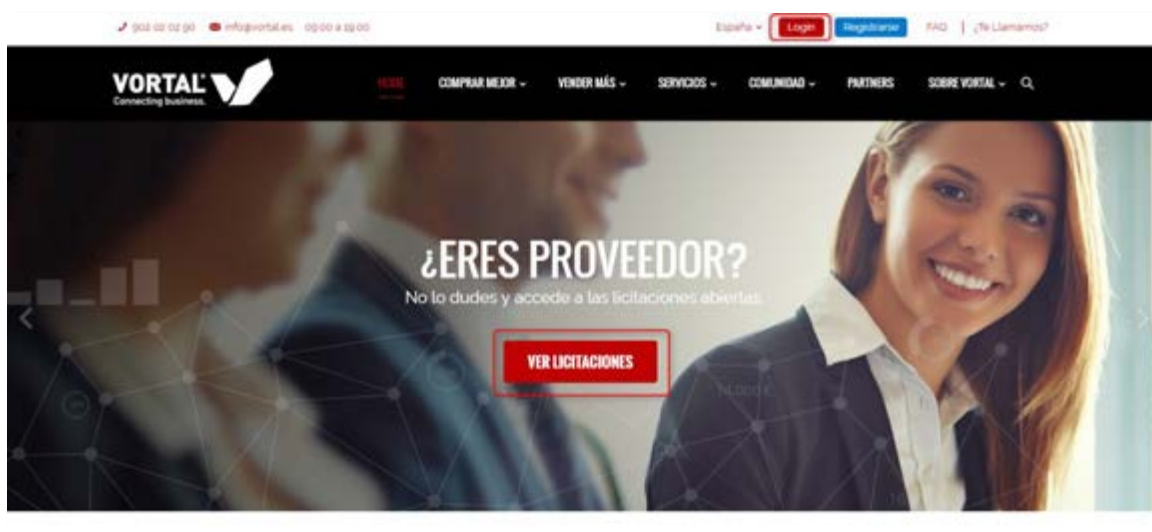 902 02 02 90 info@vortal.es 09:00 a 19:00
España Login Registrarse FAQ | ¿Te Llamamos?
VORTAL
Connecting business.
HOME COMPRAR MEJOR VENDER MÁS SERVICIOS COMUNIDAD PARTNERS SOBRE VORTAL
¿ERES PROVEEDOR?
No lo dudes y accede a las licitaciones abiertas.
VER LICITACIONES